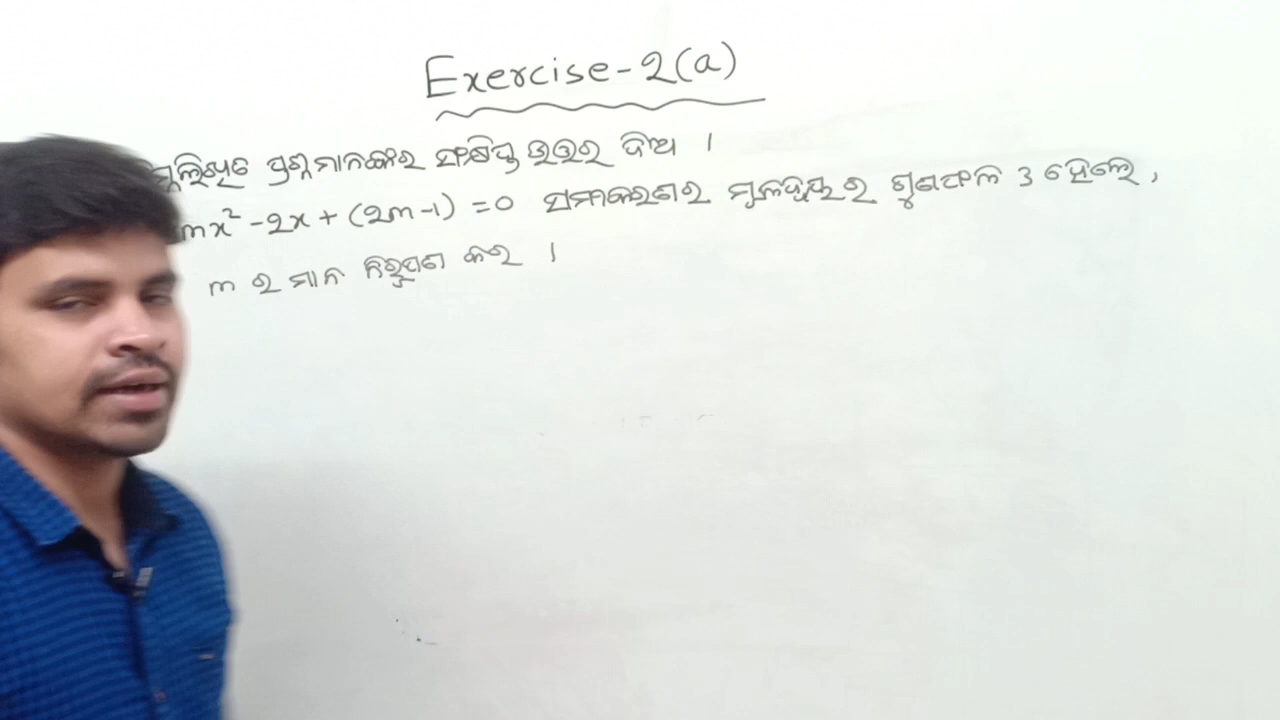 Exercise-2(a)
ପ୍ରଶ୍ନମାନଙ୍କର ସଂକ୍ଷିପ୍ତ ଉତ୍ତର ଦିଅ ।
mx² - 2x + (2m-1) = 0 ସମୀକରଣର ମୂଳଦ୍ୱୟର ଗୁଣଫଳ 3 ହେଲେ,
m ର ମାନ ନିରୂପଣ କର ।